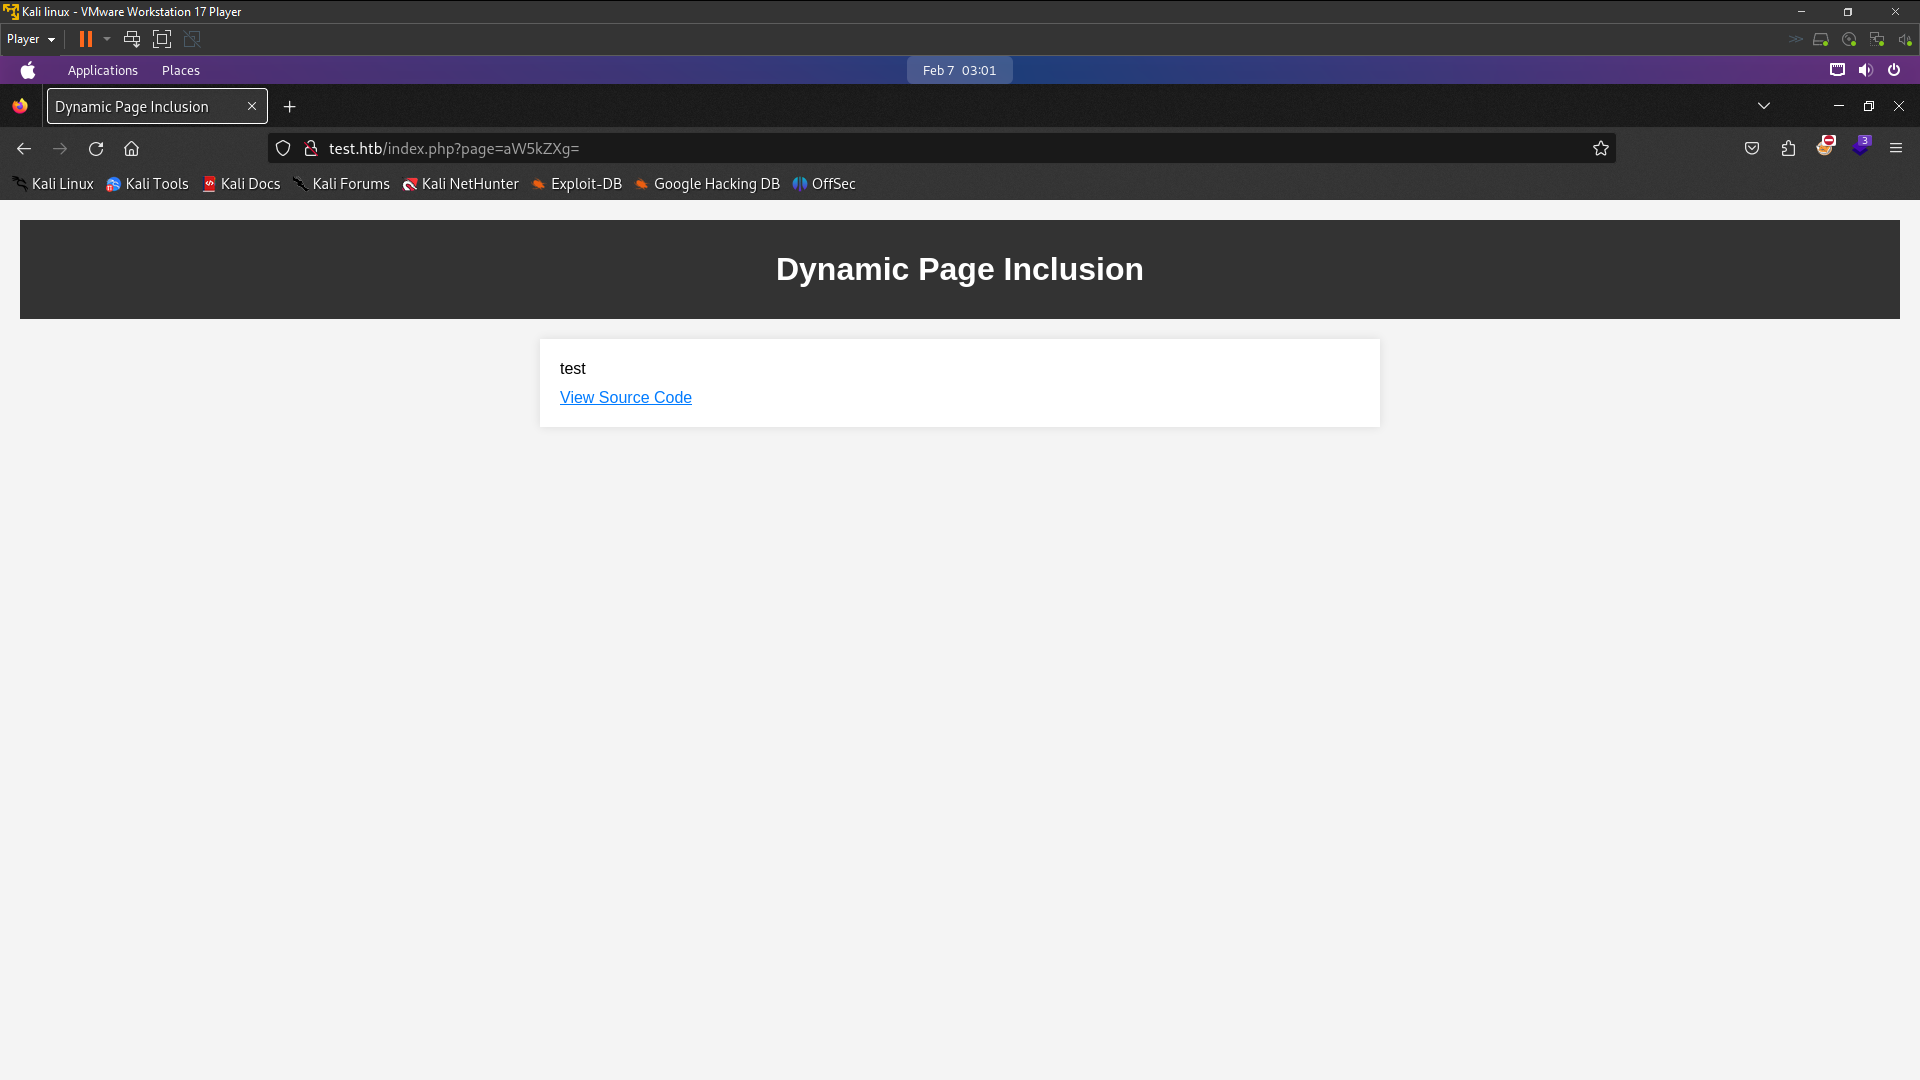 Kali linux - VMware Workstation 17 Player
Player
Applications Places Feb 7 03:01
Dynamic Page Inclusion
test.htb/index.php?page=aW5kZXg=
3
Kali Linux Kali Tools Kali Docs Kali Forums Kali NetHunter Exploit-DB Google Hacking DB OffSec
Dynamic Page Inclusion
test
View Source Code